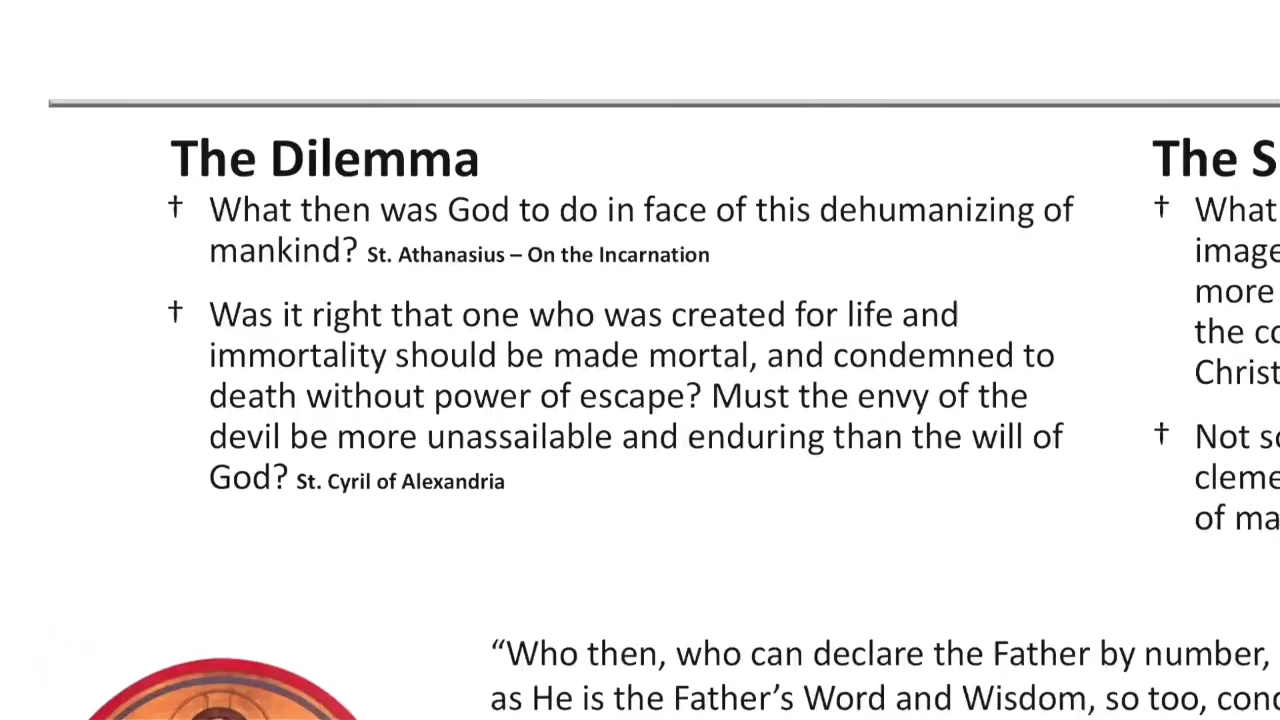 The Dilemma
† What then was God to do in face of this dehumanizing of
mankind? St. Athanasius – On the Incarnation
† Was it right that one who was created for life and
immortality should be made mortal, and condemned to
death without power of escape? Must the envy of the
devil be more unassailable and enduring than the will of
God? St. Cyril of Alexandria
The S
† What
image
more
the co
Christ
† Not so
cleme
of ma
“Who then, who can declare the Father by number,
as He is the Father’s Word and Wisdom, so too, cond